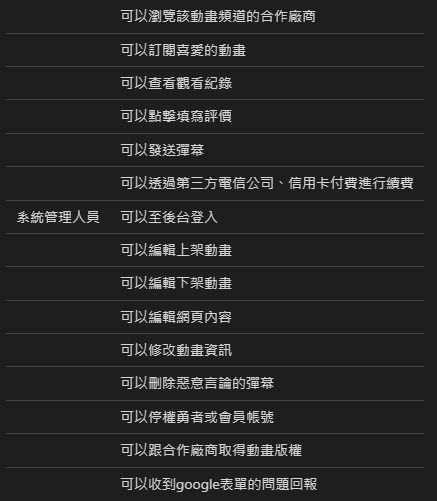 可以瀏覽該動畫頻道的合作廠商
可以訂閱喜愛的動畫
可以查看觀看紀錄
可以點擊填寫評價
可以發送彈幕
可以透過第三方電信公司、信用卡付費進行續費
系統管理人員 可以至後台登入
可以編輯上架動畫
可以編輯下架動畫
可以編輯網頁內容
可以修改動畫資訊
可以刪除惡意言論的彈幕
可以停權勇者或會員帳號
可以跟合作廠商取得動畫版權
可以收到google表單的問題回報